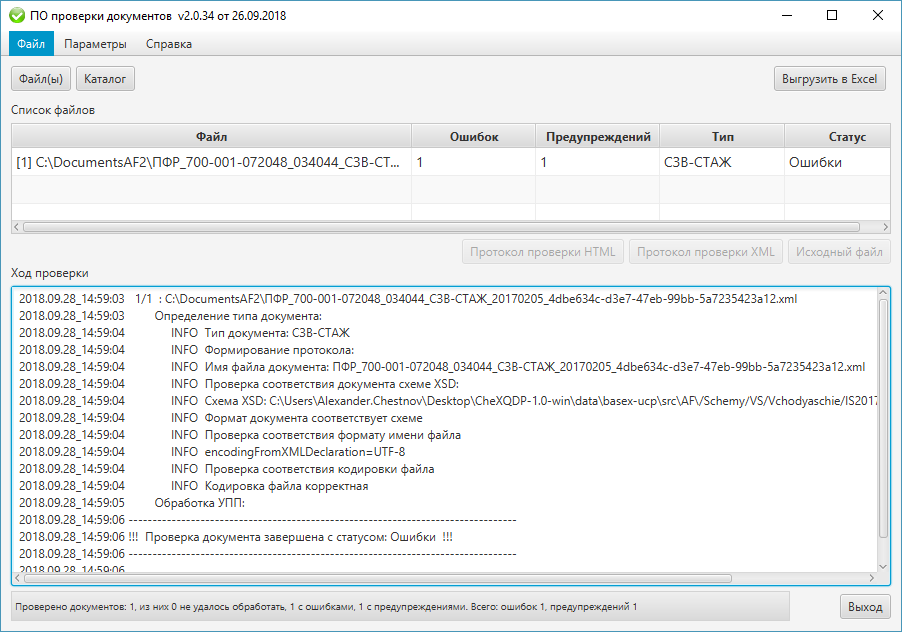 ПО проверки документов v2.0.34 от 26.09.2018
Файл Параметры Справка
Файл(ы) Каталог Выгрузить в Excel
Список файлов
Файл Ошибок Предупреждений Тип Статус
[1] C:\DocumentsAF2\ПФР_700-001-072048_034044_СЗВ-СТ... 1 1 СЗВ-СТАЖ Ошибки
Протокол проверки HTML Протокол проверки XML Исходный файл
Ход проверки
2018.09.28_14:59:03 1/1 : C:\DocumentsAF2\ПФР_700-001-072048_034044_СЗВ-СТАЖ_20170205_4dbe634c-d3e7-47eb-99bb-5a7235423a12.xml
2018.09.28_14:59:03 Определение типа документа:
2018.09.28_14:59:04 INFO Тип документа: СЗВ-СТАЖ
2018.09.28_14:59:04 INFO Формирование протокола:
2018.09.28_14:59:04 INFO Имя файла документа: ПФР_700-001-072048_034044_СЗВ-СТАЖ_20170205_4dbe634c-d3e7-47eb-99bb-5a7235423a12.xml
2018.09.28_14:59:04 INFO Проверка соответствия документа схеме XSD:
2018.09.28_14:59:04 INFO Схема XSD: C:\Users\Alexander.Chestnov\Desktop\CheXQDP-1.0-win\data\basex-ucp\src\AF\/Schemy/VS/Vchodyaschie/IS2017
2018.09.28_14:59:04 INFO Формат документа соответствует схеме
2018.09.28_14:59:04 INFO Проверка соответствия формату имени файла
2018.09.28_14:59:04 INFO encodingFromXMLDeclaration=UTF-8
2018.09.28_14:59:04 INFO Проверка соответствия кодировки файла
2018.09.28_14:59:04 INFO Кодировка файла корректная
2018.09.28_14:59:05 Обработка УПП:
2018.09.28_14:59:06 --------------------------------------------------------------------------------
2018.09.28_14:59:06 !!! Проверка документа завершена с статусом: Ошибки !!!
2018.09.28_14:59:06 --------------------------------------------------------------------------------
2018.09.28_14:59:06
Проверено документов: 1, из них 0 не удалось обработать, 1 с ошибками, 1 с предупреждениями. Всего: ошибок 1, предупреждений 1
Выход